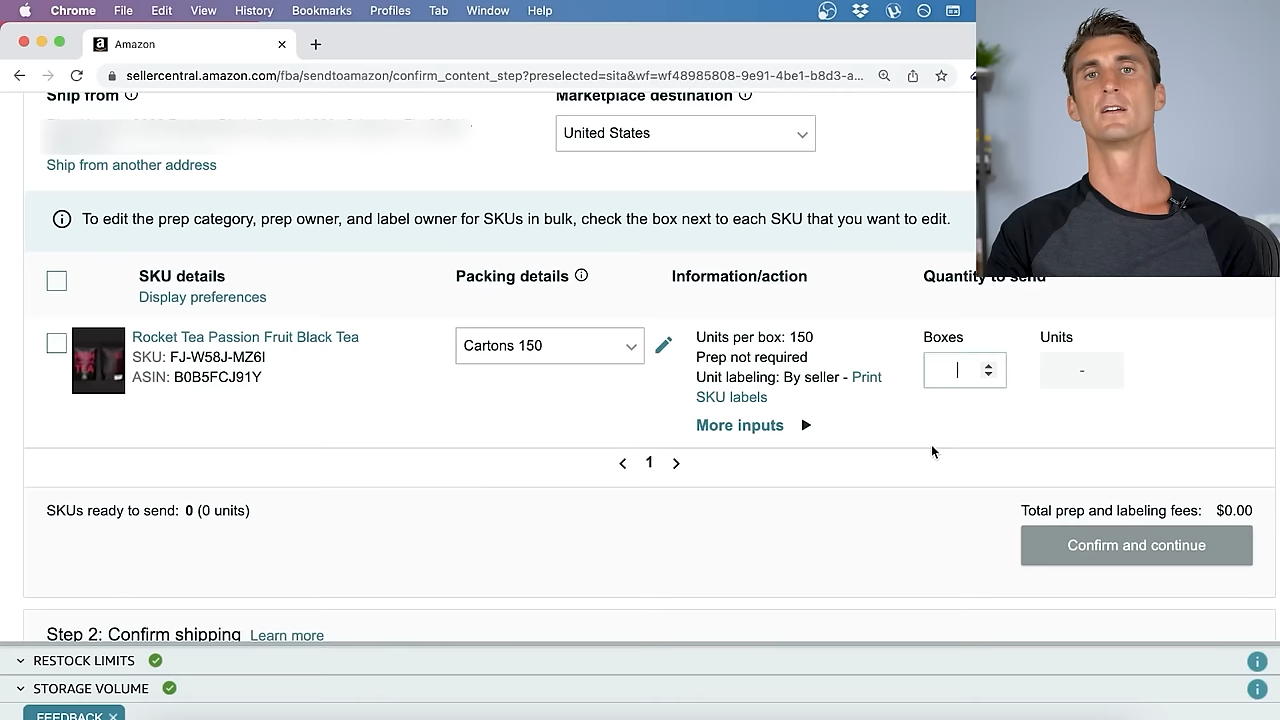 Chrome File Edit View History Bookmarks Profiles Tab Window Help
a Amazon
sellercentral.amazon.com/fba/sendtoamazon/confirm_content_step?preselected=sita&wf=wf48985808-9e91-4be1-b8d3-a...
Ship from
Marketplace destination
United States
Ship from another address
To edit the prep category, prep owner, and label owner for SKUs in bulk, check the box next to each SKU that you want to edit.
SKU details Packing details Information/action Quantity to send
Display preferences
Rocket Tea Passion Fruit Black Tea
SKU: FJ-W58J-MZ6I
ASIN: B0B5FCJ91Y
Cartons 150
Units per box: 150
Prep not required
Unit labeling: By seller - Print
SKU labels
More inputs
Boxes Units
-
1
SKUs ready to send: 0 (0 units)
Total prep and labeling fees: $0.00
Confirm and continue
Step 2: Confirm shipping Learn more
RESTOCK LIMITS
STORAGE VOLUME
FEEDBACK